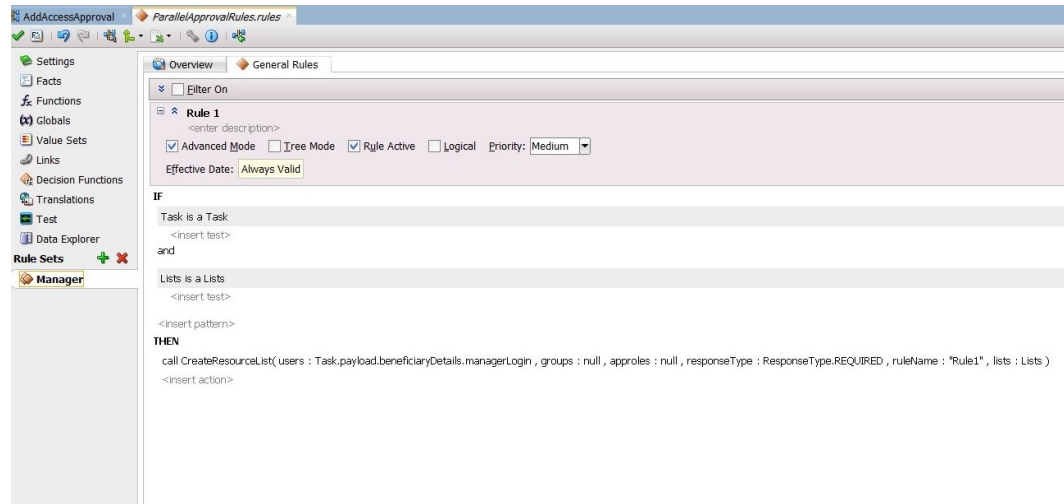 AddAccessApproval
ParallelApprovalRules.rules
Settings
Facts
fx Functions
(x) Globals
Value Sets
Links
Decision Functions
Translations
Test
Data Explorer
Rule Sets
Manager
Overview
General Rules
Filter On
Rule 1
<enter description>
Advanced Mode Tree Mode Rule Active Logical Priority: Medium
Effective Date: Always Valid
IF
Task is a Task
<insert test>
and
Lists is a Lists
<insert test>
<insert pattern>
THEN
call CreateResourceList( users : Task.payload.beneficiaryDetails.managerLogin , groups : null , approles : null , responseType : ResponseType.REQUIRED , ruleName : "Rule1" , lists : Lists )
<insert action>